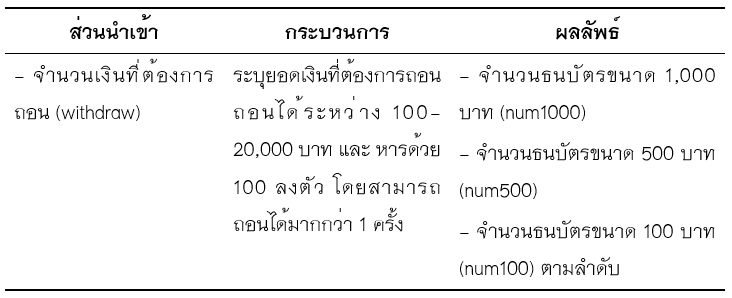 ส่วนนำเข้า
กระบวนการ
ผลลัพธ์
- จำนวนเงินที่ต้องการ
ถอน (withdraw)
ระบุยอดเงินที่ต้องการถอน
ถอนได้ระหว่าง 100-
20,000 บาท และ หารด้วย
100 ลงตัว โดยสามารถ
ถอนได้มากกว่า 1 ครั้ง
- จำนวนธนบัตรขนาด 1,000
บาท (num1000)
- จำนวนธนบัตรขนาด 500 บาท
(num500)
- จำนวนธนบัตรขนาด 100 บาท
(num100) ตามลำดับ